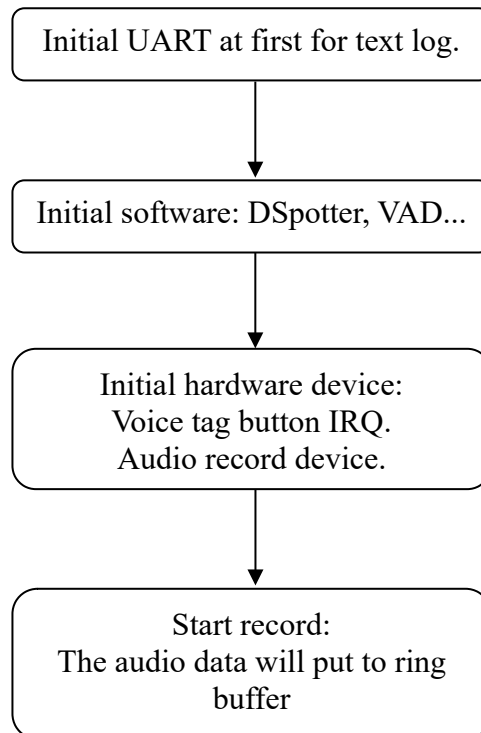 Initial UART at first for text log.
Initial software: DSpotter, VAD...
Initial hardware device:
Voice tag button IRQ.
Audio record device.
Start record:
The audio data will put to ring
buffer